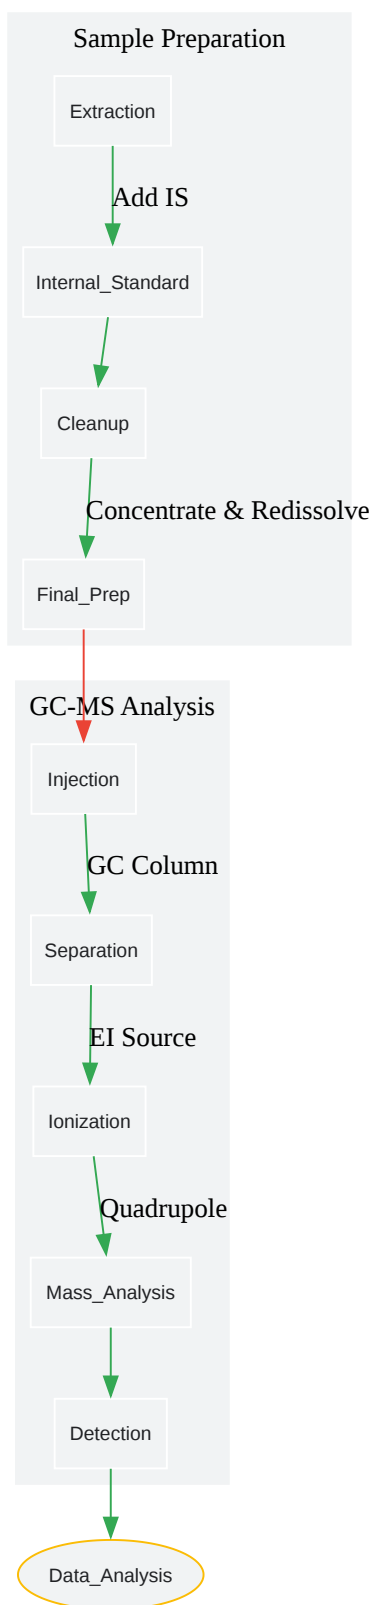 Sample Preparation
Extraction
Add IS
Internal_Standard
Cleanup
Concentrate & Redissolve
Final_Prep
GC-MS Analysis
Injection
GC Column
Separation
EI Source
Ionization
Quadrupole
Mass_Analysis
Detection
Data_Analysis